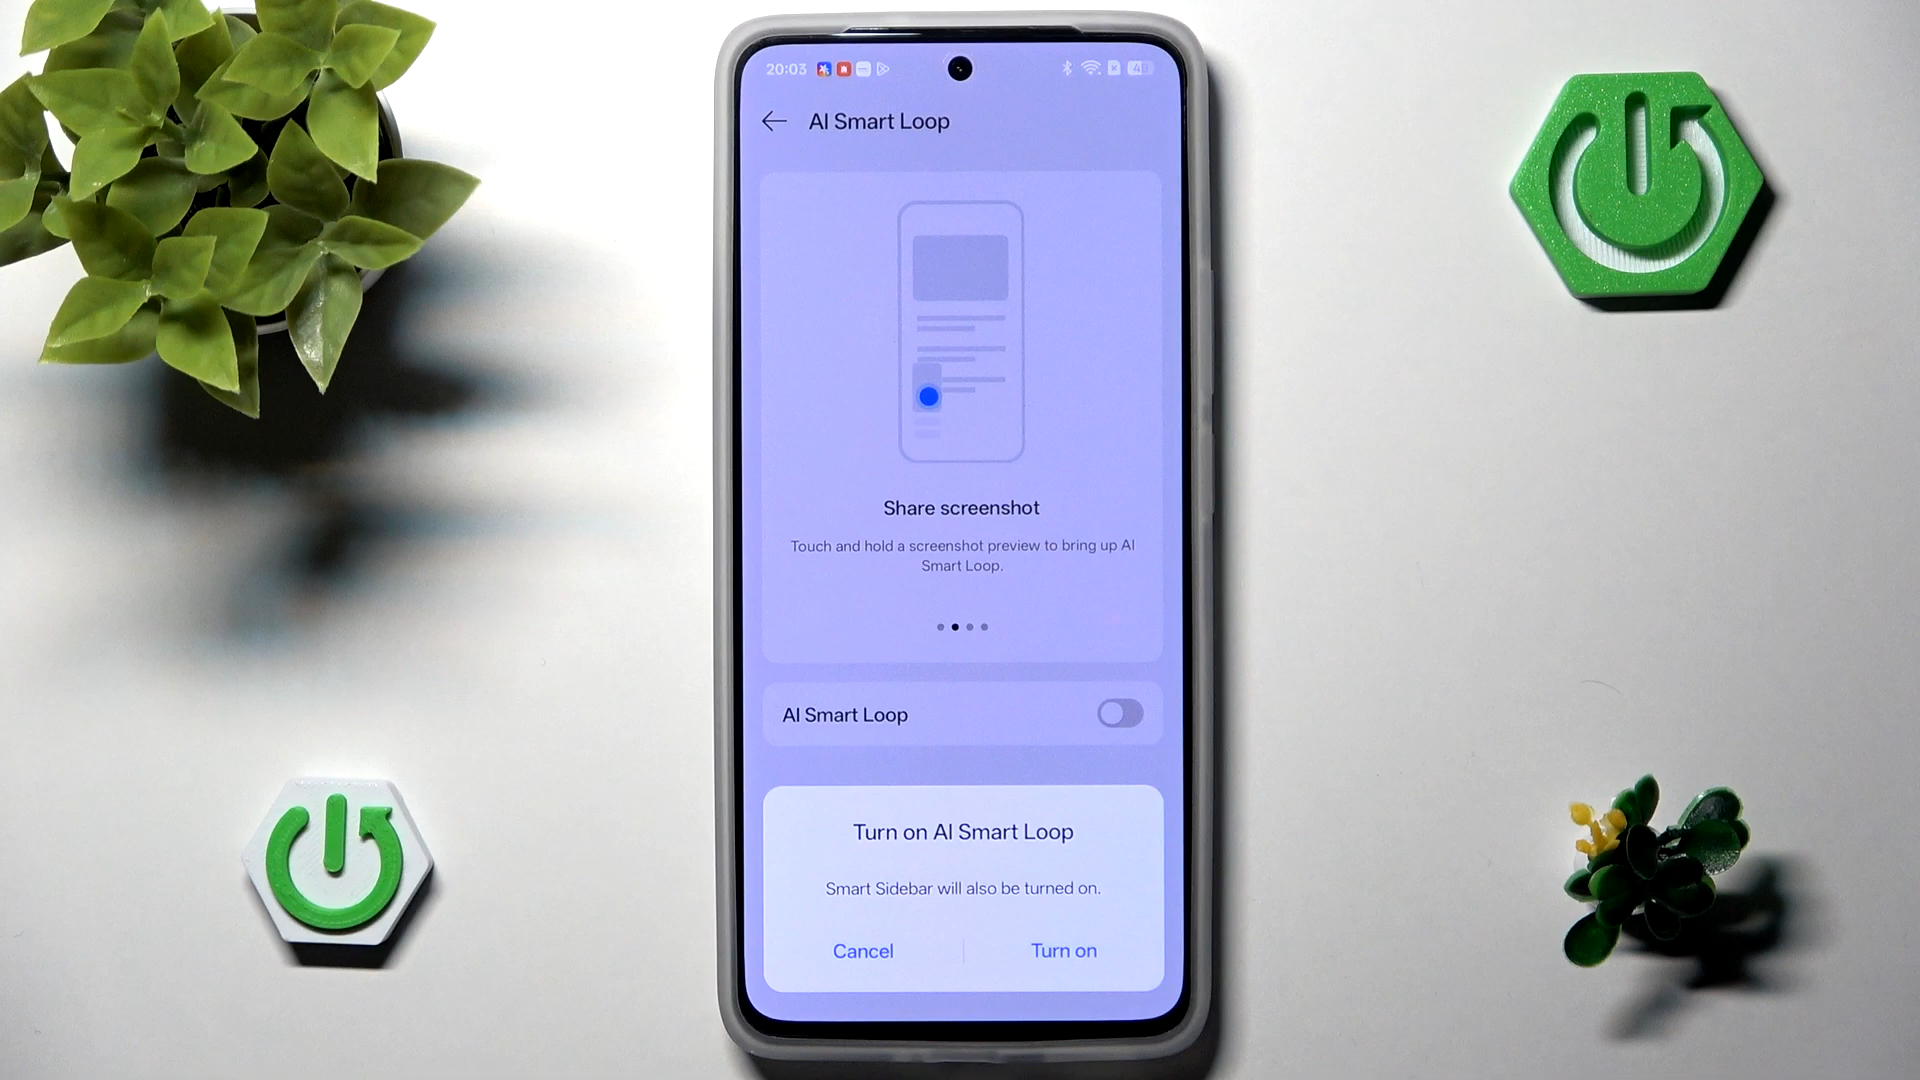 20:03
AI Smart Loop
Share screenshot
Touch and hold a screenshot preview to bring up AI
Smart Loop.
AI Smart Loop
Turn on AI Smart Loop
Smart Sidebar will also be turned on.
Cancel
Turn on